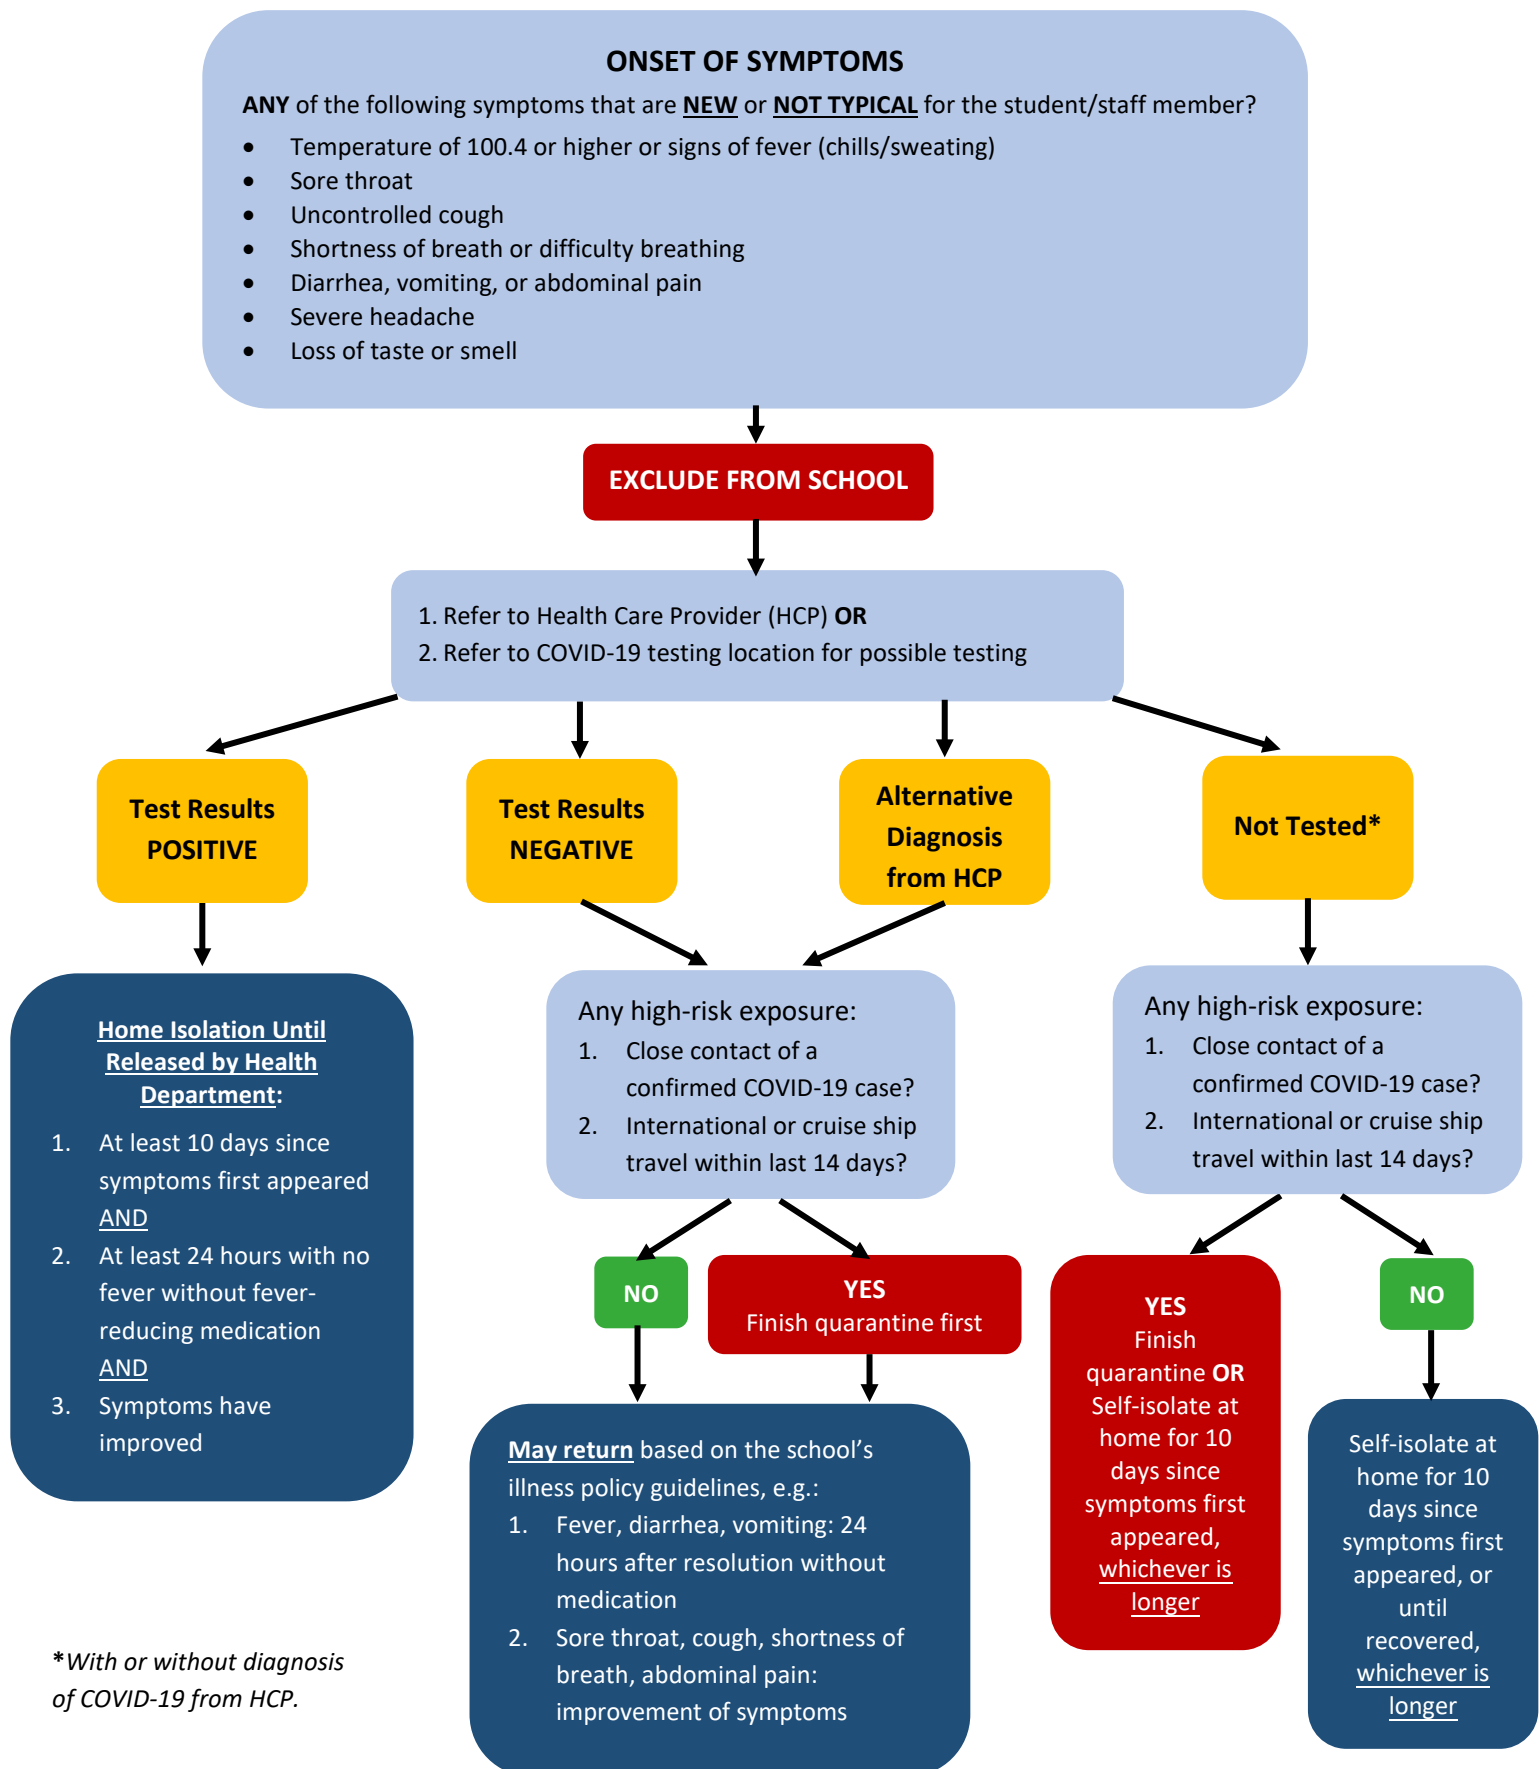 ONSET OF SYMPTOMS
ANY of the following symptoms that are NEW or NOT TYPICAL for the student/staff member?
• Temperature of 100.4 or higher or signs of fever (chills/sweating)
• Sore throat
• Uncontrolled cough
• Shortness of breath or difficulty breathing
• Diarrhea, vomiting, or abdominal pain
• Severe headache
• Loss of taste or smell
EXCLUDE FROM SCHOOL
1. Refer to Health Care Provider (HCP) OR
2. Refer to COVID-19 testing location for possible testing
Test Results
POSITIVE
Test Results
NEGATIVE
Alternative
Diagnosis
from HCP
Not Tested*
Home Isolation Until
Released by Health
Department:
1. At least 10 days since
symptoms first appeared
AND
2. At least 24 hours with no
fever without fever-
reducing medication
AND
3. Symptoms have
improved
Any high-risk exposure:
1. Close contact of a
confirmed COVID-19 case?
2. International or cruise ship
travel within last 14 days?
Any high-risk exposure:
1. Close contact of a
confirmed COVID-19 case?
2. International or cruise ship
travel within last 14 days?
NO
YES
Finish quarantine first
YES
Finish
quarantine OR
Self-isolate at
home for 10
days since
symptoms first
appeared,
whichever is
longer
NO
May return based on the school’s
illness policy guidelines, e.g.:
1. Fever, diarrhea, vomiting: 24
hours after resolution without
medication
2. Sore throat, cough, shortness of
breath, abdominal pain:
improvement of symptoms
Self-isolate at
home for 10
days since
symptoms first
appeared, or
until
recovered,
whichever is
longer
*With or without diagnosis
of COVID-19 from HCP.